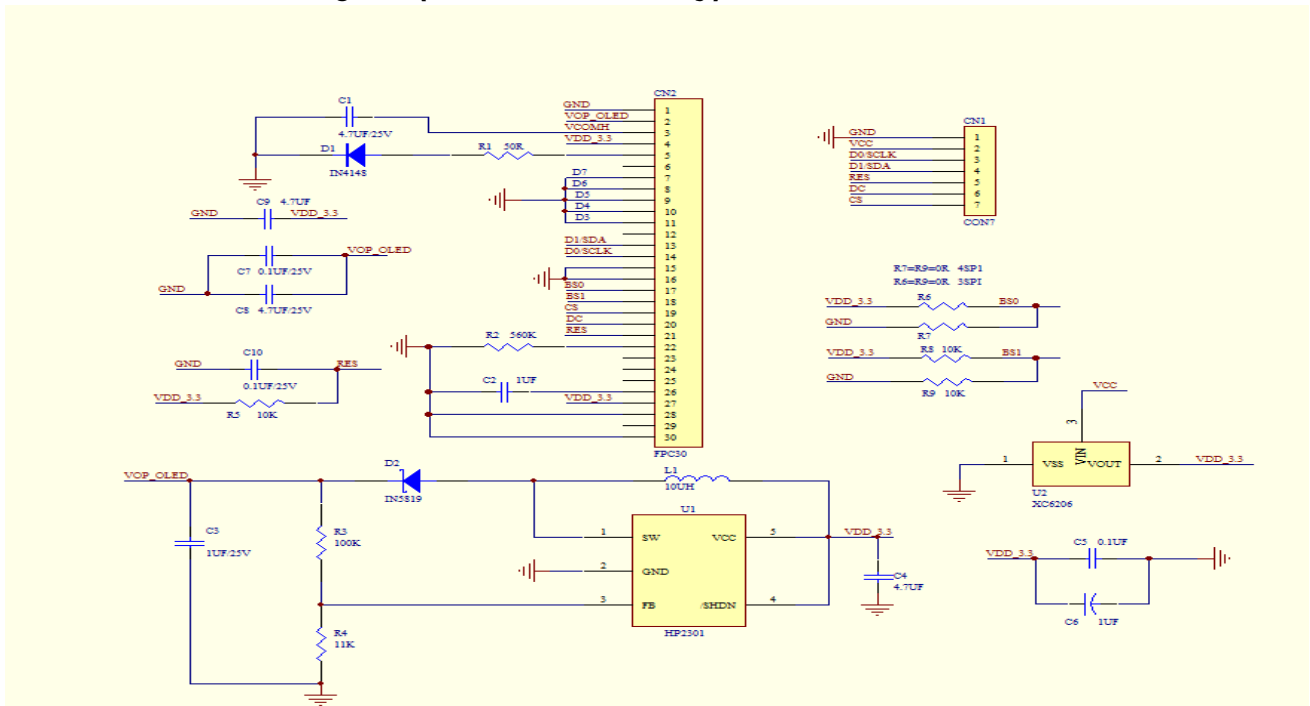 CN2
GND
1
VOP_OLED
2
VCOMH
3
VDD_3.3
4
5
6
D7
7
D6
8
D5
9
D4
10
D3
11
12
D1/SDA
13
D0/SCLK
14
15
16
BS0
17
BS1
18
CS
19
DC
20
RES
21
22
23
24
25
26
VDD_3.3
27
28
29
30
FPC30
C1
4.7UF/25V
D1
IN4148
R1 50R
C9 4.7UF
GND
VDD_3.3
VOP_OLED
C7 0.1UF/25V
GND
C8 4.7UF/25V
R2 560K
C2 1UF
C10
GND
RES
0.1UF/25V
VDD_3.3
R5 10K
CN1
GND
1
VCC
2
D0/SCLK
3
D1/SDA
4
RES
5
DC
6
CS
7
CON7
R7=R9=0R 4SPI
R6=R9=0R 3SPI
VDD_3.3
R6
BS0
GND
R7
VDD_3.3
R8 10K
BS1
GND
R9 10K
VCC
3
VIN
1
VSS
VOUT
2
VDD_3.3
U2
XC6206
VOP_OLED
D2
IN5819
L1
10UH
C3
1UF/25V
R3
100K
R4
11K
U1
1
SW
VCC
5
VDD_3.3
2
GND
3
FB
/SHDN
4
HP2301
C4
4.7UF
C5 0.1UF
VDD_3.3
C6 1UF